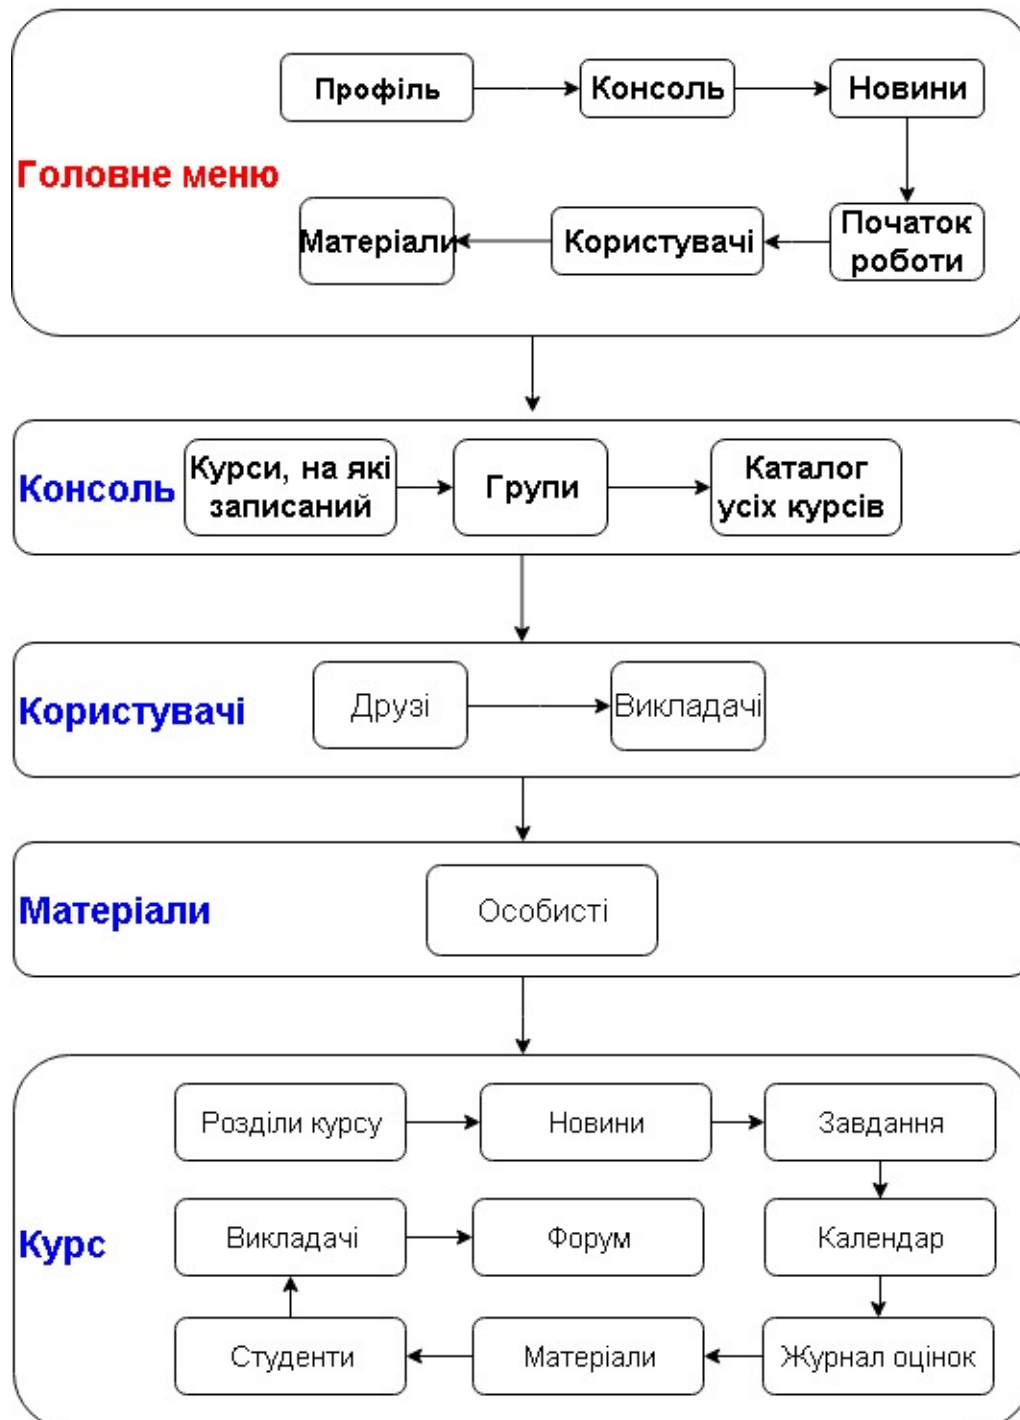 Профіль
Консоль
Новини
Головне меню
Матеріали
Користувачі
Початок
роботи
Консоль
Курси, на які
записаний
Групи
Каталог
усіх курсів
Користувачі
Друзі
Викладачі
Матеріали
Особисті
Курс
Розділи курсу
Новини
Завдання
Викладачі
Форум
Календар
Студенти
Матеріали
Журнал оцінок